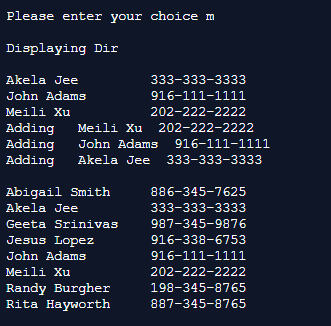 Please enter your choice m
Displaying Dir
Akela Jee 333-333-3333
John Adams 916-111-1111
Meili Xu 202-222-2222
Adding Meili Xu 202-222-2222
Adding John Adams 916-111-1111
Adding Akela Jee 333-333-3333
Abigail Smith 886-345-7625
Akela Jee 333-333-3333
Geeta Srinivas 987-345-9876
Jesus Lopez 916-338-6753
John Adams 916-111-1111
Meili Xu 202-222-2222
Randy Burgher 198-345-8765
Rita Hayworth 887-345-8765